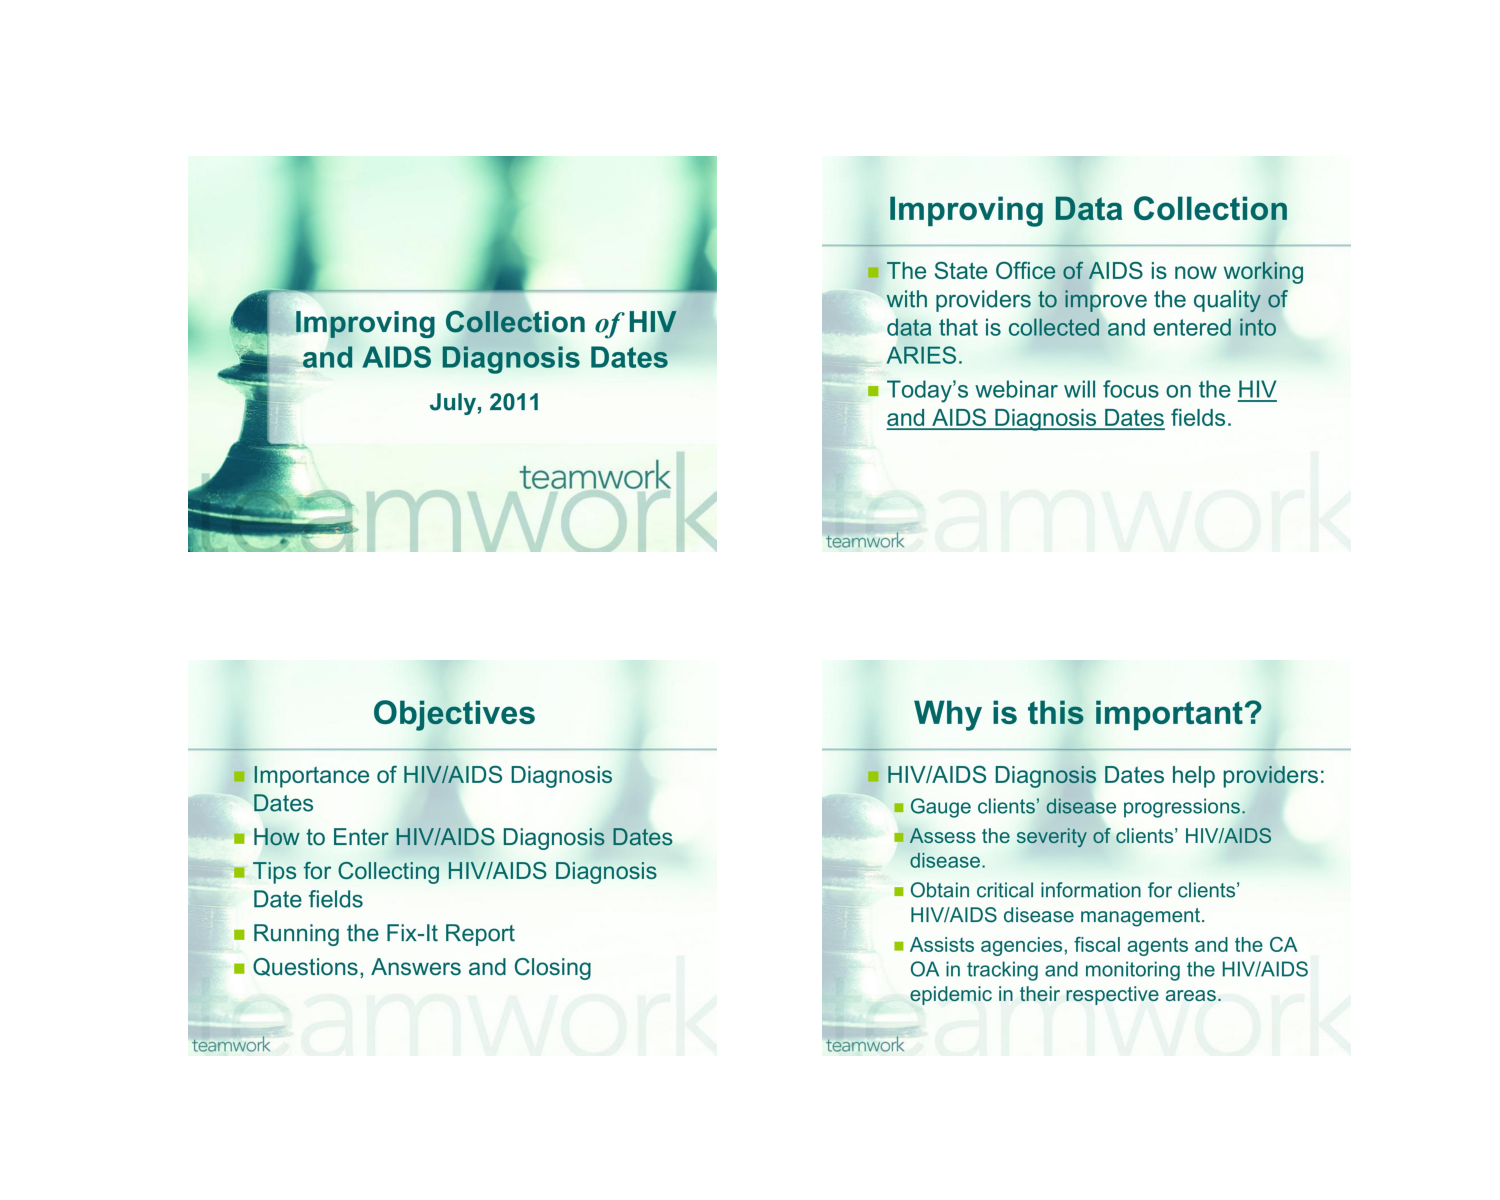 Improving Collection of HIV
and AIDS Diagnosis Dates
July, 2011
teamwork
teamwork
Improving Data Collection
The State Office of AIDS is now working
with providers to improve the quality of
data that is collected and entered into
ARIES.
Today's webinar will focus on the HIV
and AIDS Diagnosis Dates fields.
teamwork
teamwork
Objectives
Importance of HIV/AIDS Diagnosis
Dates
How to Enter HIV/AIDS Diagnosis Dates
Tips for Collecting HIV/AIDS Diagnosis
Date fields
Running the Fix-It Report
Questions, Answers and Closing
teamwork
teamwork
Why is this important?
HIV/AIDS Diagnosis Dates help providers:
Gauge clients' disease progressions.
Assess the severity of clients' HIV/AIDS
disease.
Obtain critical information for clients'
HIV/AIDS disease management.
Assists agencies, fiscal agents and the CA
OA in tracking and monitoring the HIV/AIDS
epidemic in their respective areas.
teamwork
teamwork